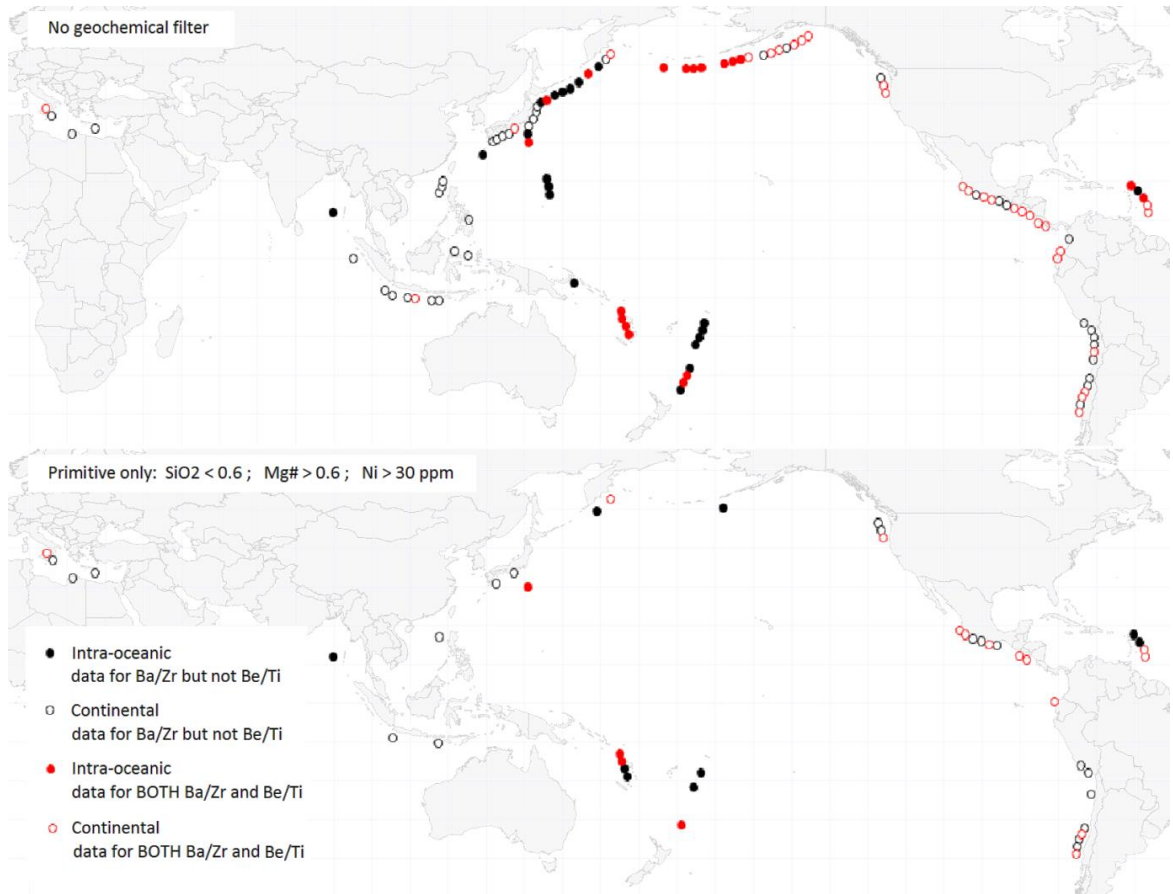 No geochemical filter
Primitive only: SiO2 < 0.6 ; Mg# > 0.6 ; Ni > 30 ppm
Intra-oceanic
data for Ba/Zr but not Be/Ti
Continental
data for Ba/Zr but not Be/Ti
Intra-oceanic
data for BOTH Ba/Zr and Be/Ti
Continental
data for BOTH Ba/Zr and Be/Ti